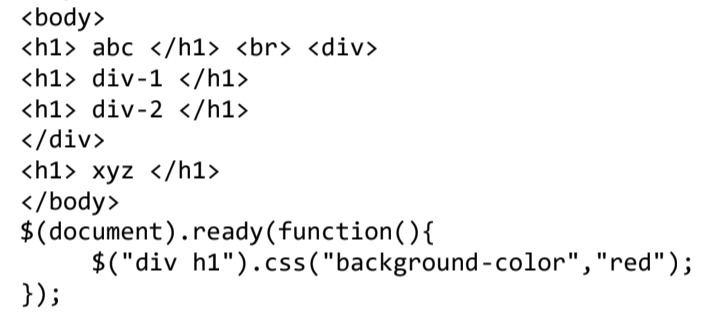 <body>
<h1> abc </h1> <br> <div>
<h1> div-1 </h1>
<h1> div-2 </h1>
</div>
<h1> xyz </h1>
</body>
$(document).ready(function(){
     $("div h1").css("background-color","red");
});